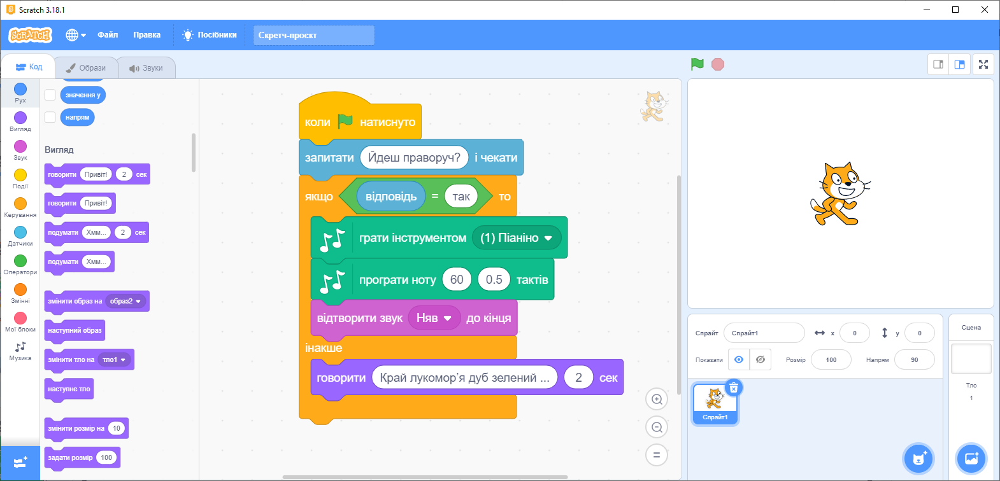 Scratch 3.18.1
SCRATCH
Файл
Правка
Посібники
Скретч-проєкт
Код
Образи
Звуки
Рух
Вигляд
Звук
Події
Керування
Датчики
Оператори
Змінні
Мої блоки
Музика
значення y
напрям
Вигляд
говорити Привіт! 2 сек
говорити Привіт!
подумати Хмм... 2 сек
подумати Хмм...
змінити образ на образ2
наступний образ
змінити тло на тло1
наступне тло
змінити розмір на 10
задати розмір 100
коли натиснуто
запитати Йдеш праворуч? і чекати
якщо відповідь = так то
грати інструментом (1) Піаніно
програти ноту 60 0.5 тактів
відтворити звук Няв до кінця
інакше
говорити Край лукомор’я дуб зелений ... 2 сек
Спрайт Спрайт1 x 0 y 0
Показати Розмір 100 Напрям 90
Спрайт1
Сцена
Тло
1